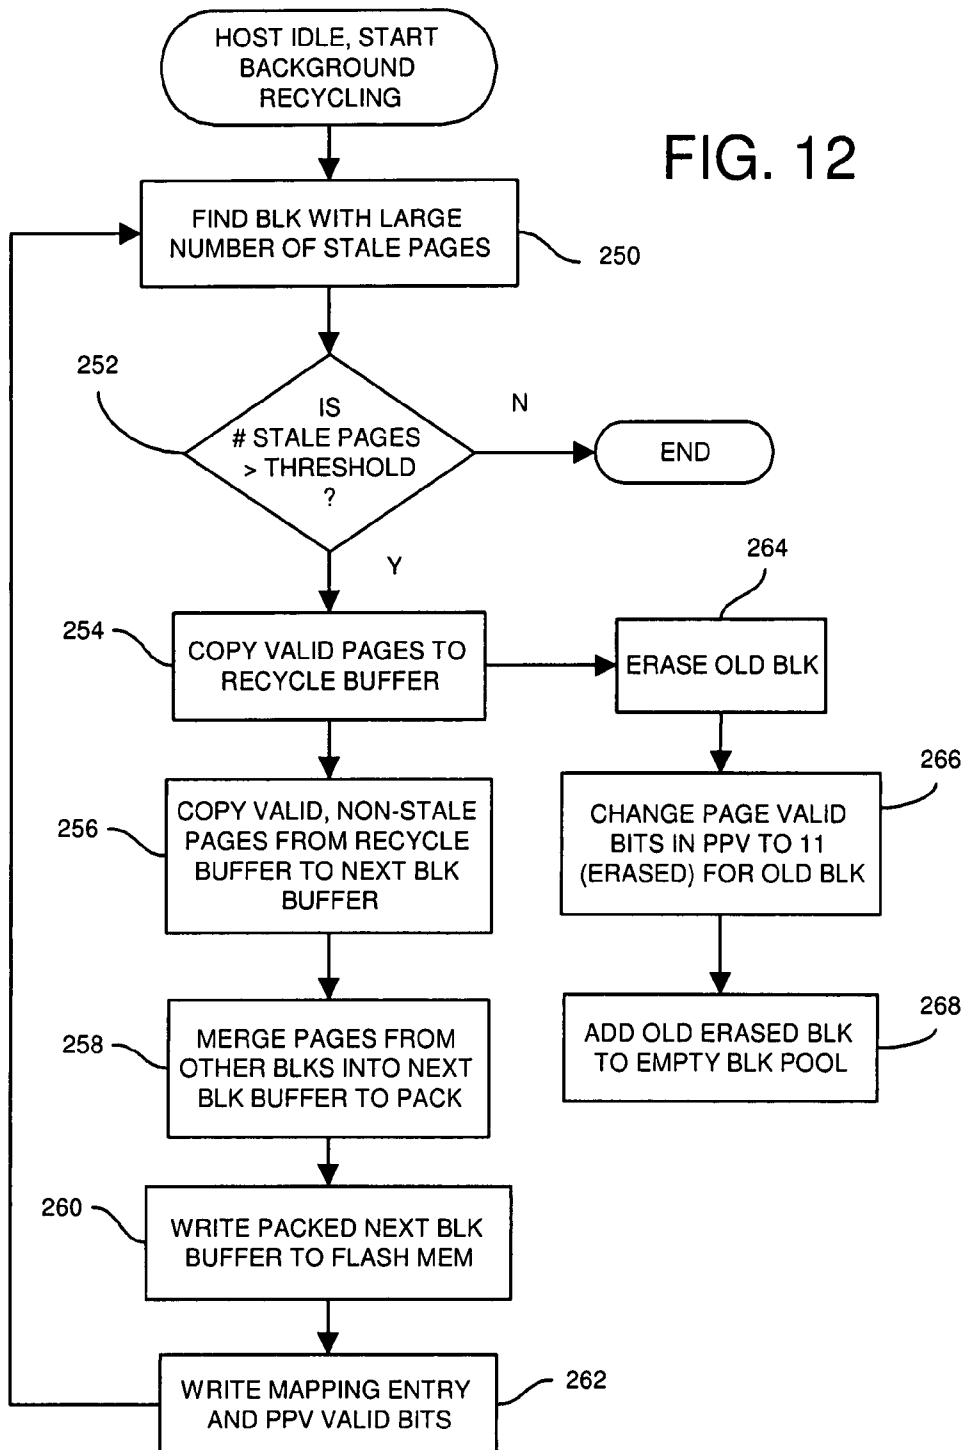 HOST IDLE, START
BACKGROUND
RECYCLING
FIG. 12
FIND BLK WITH LARGE
NUMBER OF STALE PAGES
250
252
IS
# STALE PAGES
> THRESHOLD
?
N
END
Y
264
254
COPY VALID PAGES TO
RECYCLE BUFFER
ERASE OLD BLK
266
256
COPY VALID, NON-STALE
PAGES FROM RECYCLE
BUFFER TO NEXT BLK
BUFFER
CHANGE PAGE VALID
BITS IN PPV TO 11
(ERASED) FOR OLD BLK
268
258
MERGE PAGES FROM
OTHER BLKS INTO NEXT
BLK BUFFER TO PACK
ADD OLD ERASED BLK
TO EMPTY BLK POOL
260
WRITE PACKED NEXT BLK
BUFFER TO FLASH MEM
262
WRITE MAPPING ENTRY
AND PPV VALID BITS